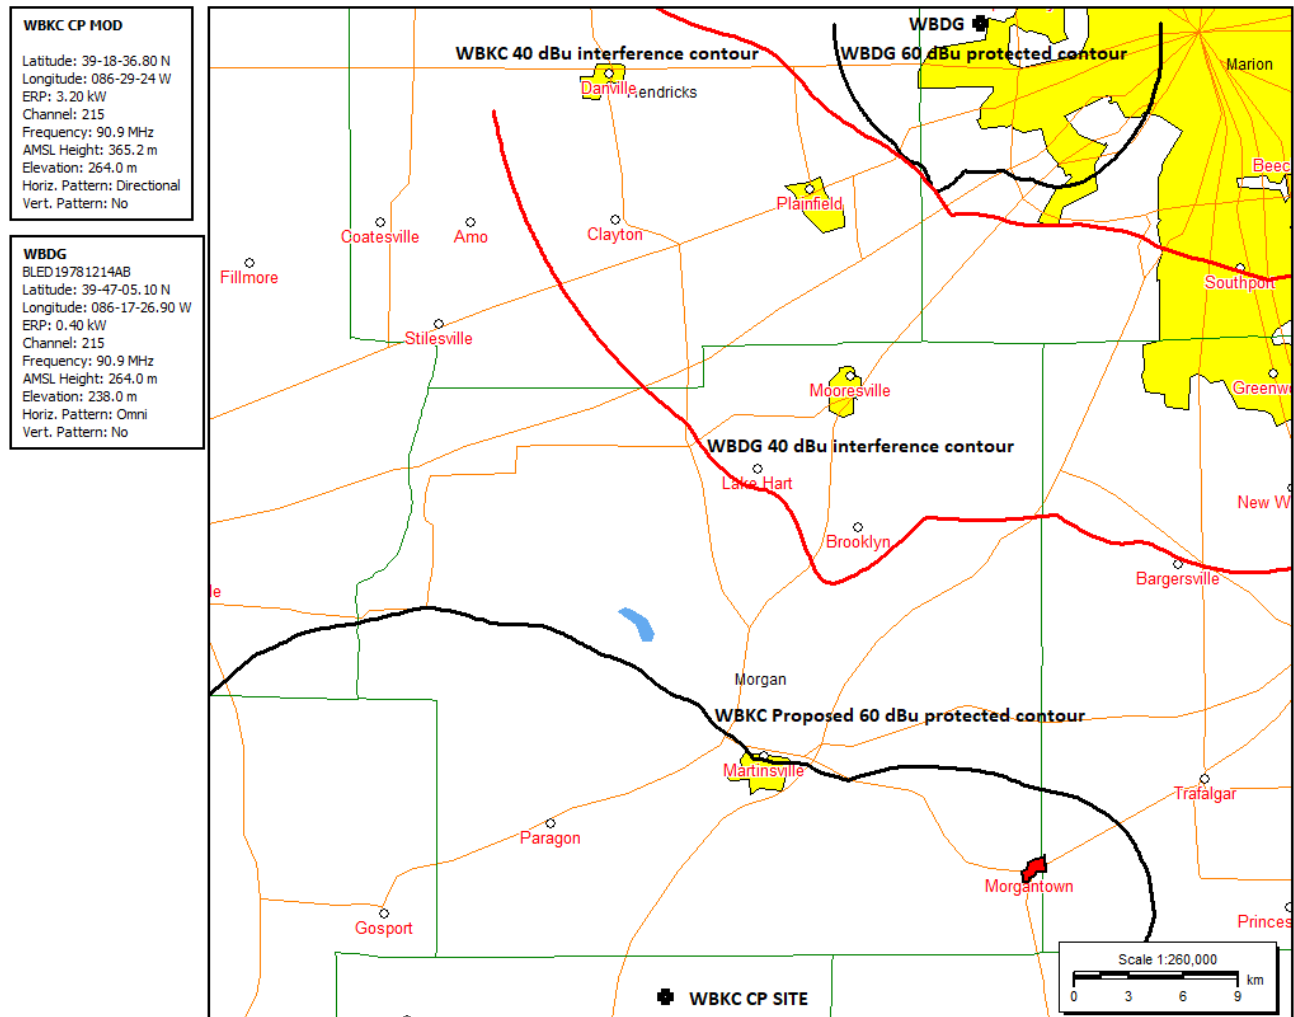 WBKC CP MOD
Latitude: 39-18-36.80 N
Longitude: 086-29-24 W
ERP: 3.20 kW
Channel: 215
Frequency: 90.9 MHz
AMSL Height: 365.2 m
Elevation: 264.0 m
Horiz. Pattern: Directional
Vert. Pattern: No
WBDG
BLED19781214AB
Latitude: 39-47-05.10 N
Longitude: 086-17-26.90 W
ERP: 0.40 kW
Channel: 215
Frequency: 90.9 MHz
AMSL Height: 264.0 m
Elevation: 238.0 m
Horiz. Pattern: Omni
Vert. Pattern: No
WBDG
WBKC 40 dBu interference contour
WBDG 60 dBu protected contour
Marion
Danville
Hendricks
Beec
Plainfield
Coatesville
Amo
Clayton
Fillmore
Southport
Stilesville
Mooresville
Greenw
WBDG 40 dBu interference contour
Lake Hart
New W
Brooklyn
Bargersville
le
Morgan
WBKC Proposed 60 dBu protected contour
Martinsville
Trafalgar
Paragon
Morgantown
Gosport
Princes
Scale 1:260,000
km
0 3 6 9
WBKC CP SITE